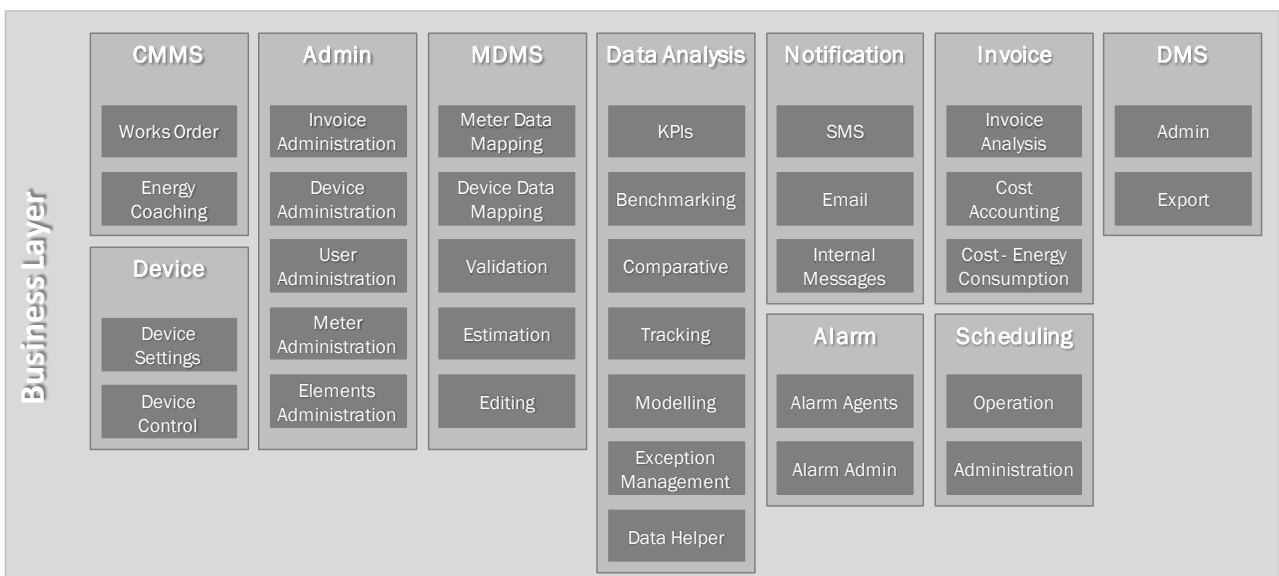 Business Layer
CMMS
Works Order
Energy
Coaching
Device
Device
Settings
Device
Control
Admin
Invoice
Administration
Device
Administration
User
Administration
Meter
Administration
Elements
Administration
MDMS
Meter Data
Mapping
Device Data
Mapping
Validation
Estimation
Editing
Data Analysis
KPIs
Benchmarking
Comparative
Tracking
Modelling
Exception
Management
Data Helper
Notification
SMS
Email
Internal
Messages
Alarm
Alarm Agents
Alarm Admin
Invoice
Invoice
Analysis
Cost
Accounting
Cost - Energy
Consumption
Scheduling
Operation
Administration
DMS
Admin
Export